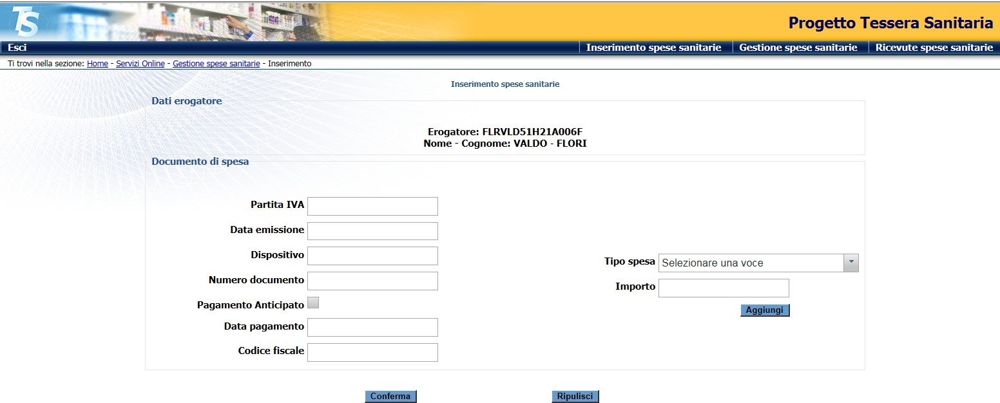 TS
Progetto Tessera Sanitaria
Esci
Inserimento spese sanitarie
Gestione spese sanitarie
Ricevute spese sanitarie
Ti trovi nella sezione: Home - Servizi Online - Gestione spese sanitarie - Inserimento
Inserimento spese sanitarie
Dati erogatore
Erogatore: FLRVLD51H21A006F
Nome - Cognome: VALDO - FLORI
Documento di spesa
Partita IVA
Data emissione
Dispositivo
Numero documento
Pagamento Anticipato
Data pagamento
Codice fiscale
Tipo spesa Selezionare una voce
Importo
Aggiungi
Conferma
Ripulisci